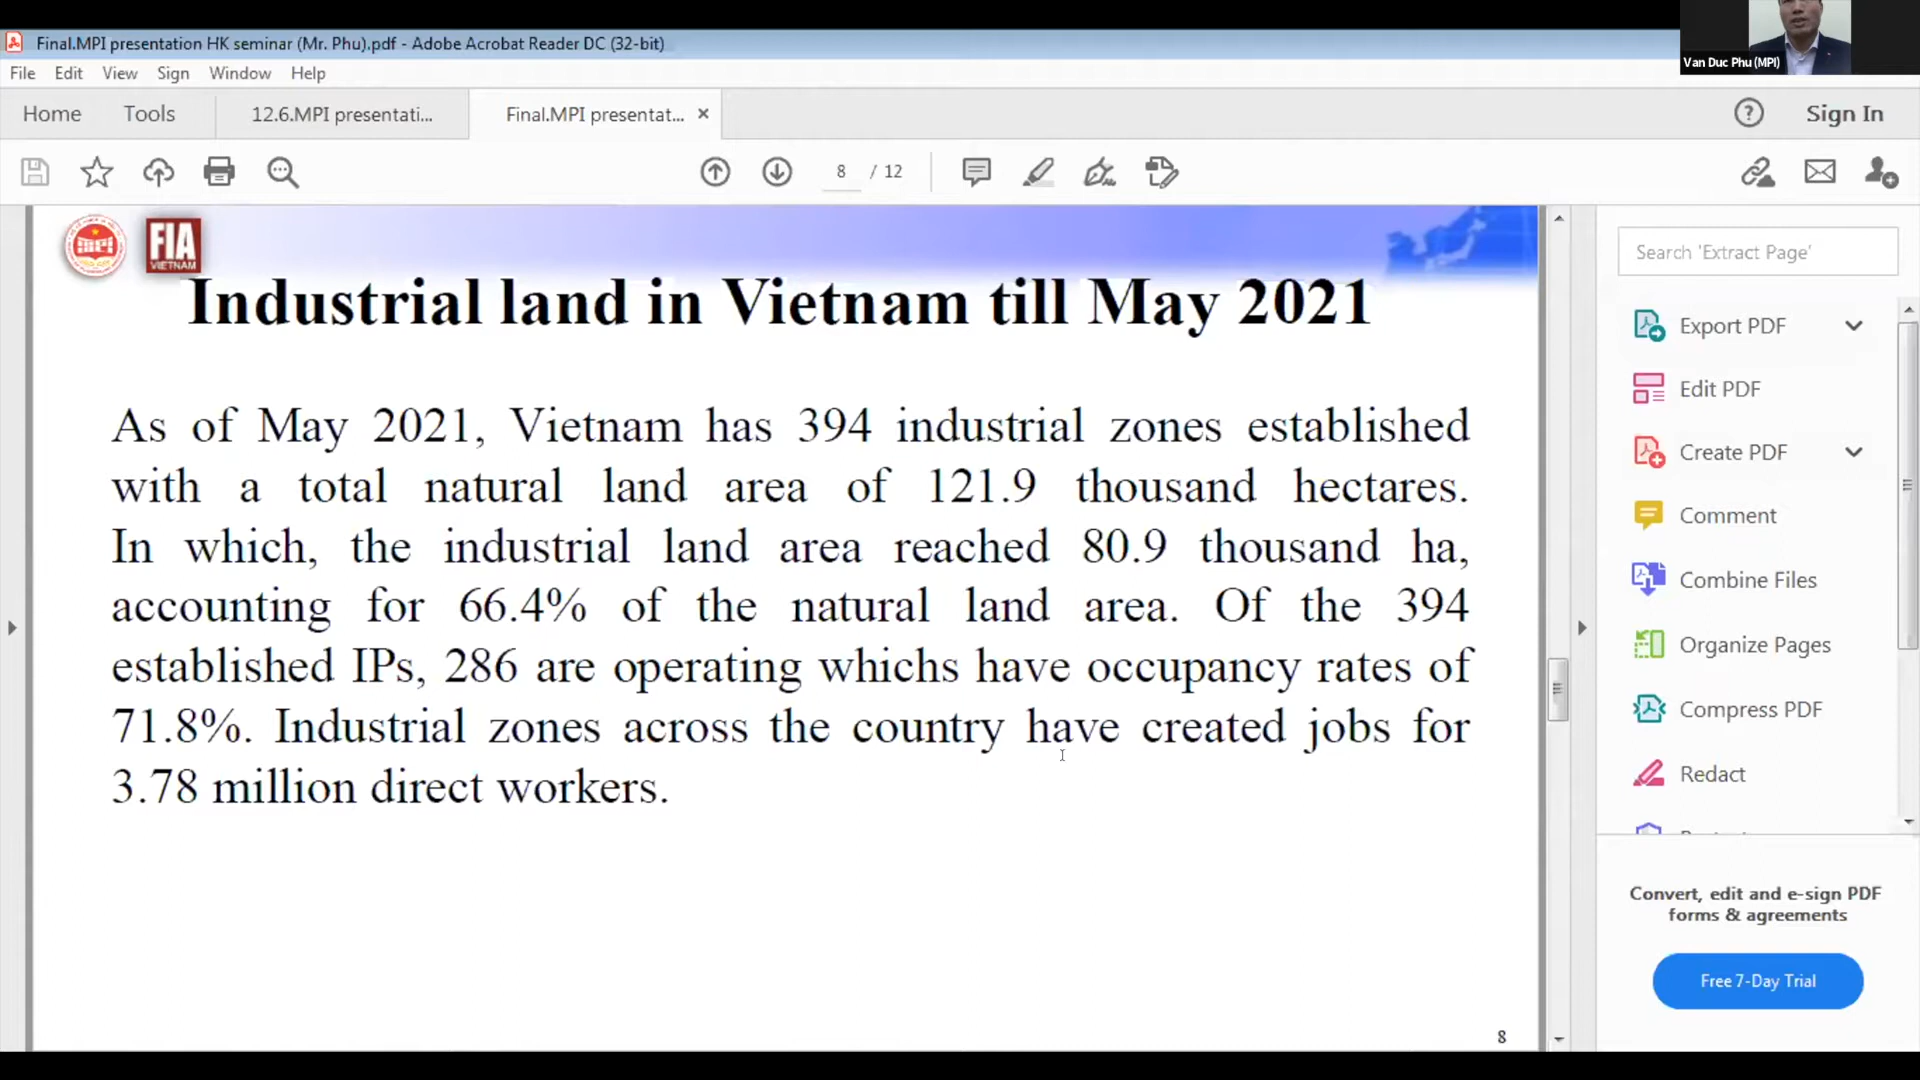 Final.MPI presentation HK seminar (Mr. Phu).pdf - Adobe Acrobat Reader DC (32-bit)
Van Duc Phu (MPI)
File Edit View Sign Window Help
Home Tools 12.6.MPI presentati... Final.MPI presentat... Sign In
8 / 12
MPI
FIA
VIETNAM
Industrial land in Vietnam till May 2021
As of May 2021, Vietnam has 394 industrial zones established
with a total natural land area of 121.9 thousand hectares.
In which, the industrial land area reached 80.9 thousand ha,
accounting for 66.4% of the natural land area. Of the 394
established IPs, 286 are operating whichs have occupancy rates of
71.8%. Industrial zones across the country have created jobs for
3.78 million direct workers.
8
Search 'Extract Page'
Export PDF
Edit PDF
Create PDF
Comment
Combine Files
Organize Pages
Compress PDF
Redact
Convert, edit and e-sign PDF
forms & agreements
Free 7-Day Trial